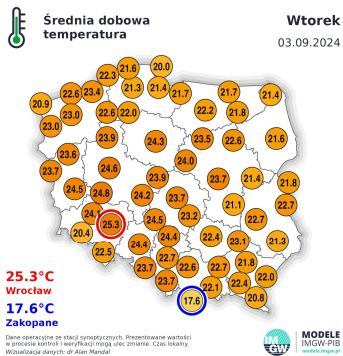 Średnia dobowa
temperatura
Wtorek
03.09.2024
22.3 21.6 20.0
20.9 22.6 23.4 21.3 21.4 21.7 21.7 21.4
23.0 23.0 22.6 22.0 22.2 21.8
23.9 24.3 23.5 22.6 21.6
23.6 24.0
23.7 24.6 23.9 23.7 21.4 21.8
24.5 24.8 24.2 23.7 21.1 22.7
25.3 24.5 23.2 22.7
20.4 24.4 24.4 22.4 23.1 21.3
22.5 22.7 22.6 22.7 21.8
23.7 23.7 22.1 22.4 22.0
17.6 20.8
25.3°C
Wrocław
17.6°C
Zakopane
Dane operacyjne ze stacji synoptycznych. Prezentowane wartości
w procesie kontroli i weryfikacji mogą ulec zmianie. Czas lokalny.
Wizualizacja danych: dr Alan Mandal
IMGW
MODELE
IMGW-PIB
modele.imgw.pl